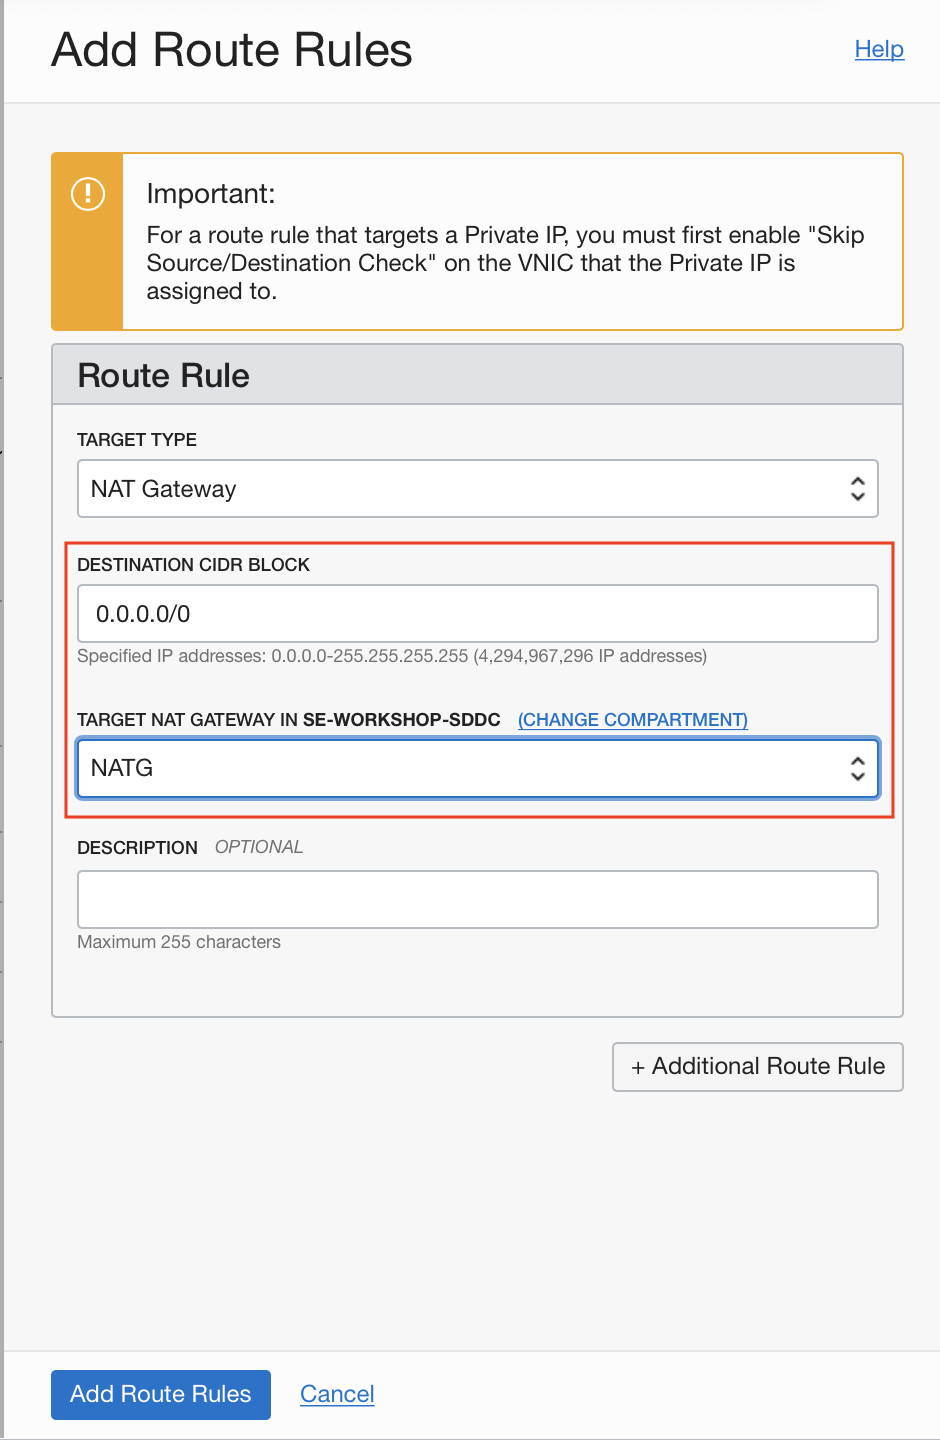 Add Route Rules
Help
Important:
For a route rule that targets a Private IP, you must first enable "Skip
Source/Destination Check" on the VNIC that the Private IP is
assigned to.
Route Rule
TARGET TYPE
NAT Gateway
DESTINATION CIDR BLOCK
0.0.0.0/0
Specified IP addresses: 0.0.0.0-255.255.255.255 (4,294,967,296 IP addresses)
TARGET NAT GATEWAY IN SE-WORKSHOP-SDDC (CHANGE COMPARTMENT)
NATG
DESCRIPTION OPTIONAL
Maximum 255 characters
+ Additional Route Rule
Add Route Rules Cancel